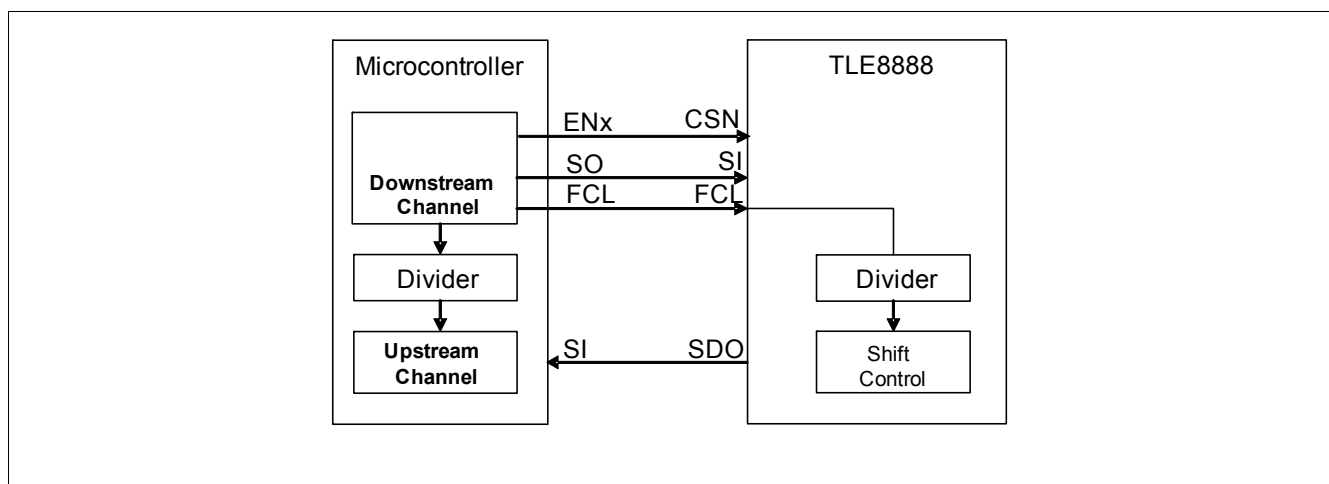 Microcontroller
TLE8888
ENx
CSN
SO
SI
FCL
FCL
Downstream
Channel
Divider
Divider
Upstream
Channel
SI
SDO
Shift
Control